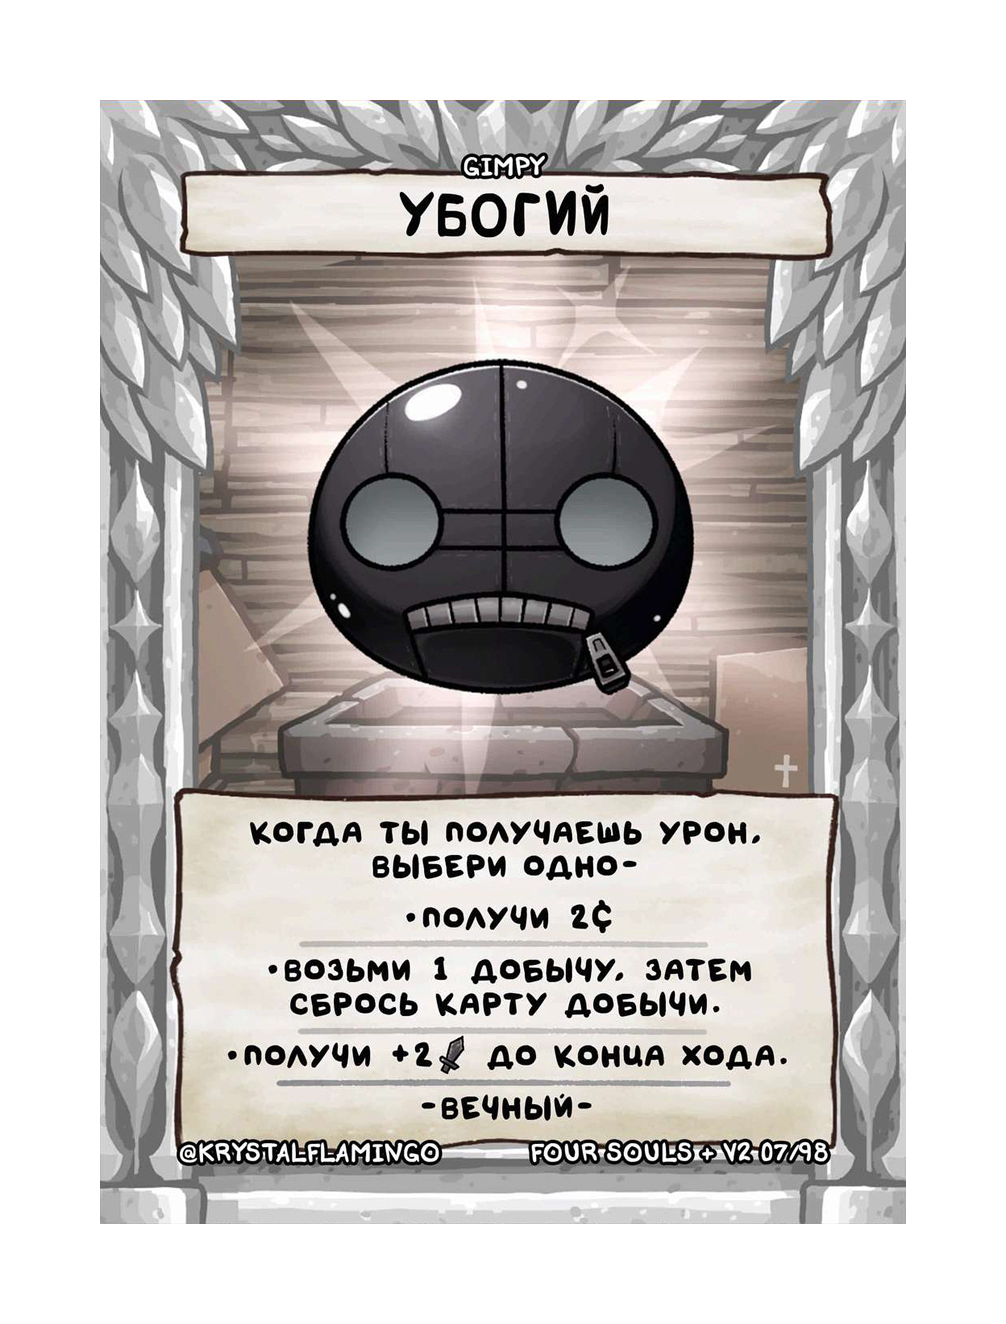 GIMPY
УБОГИЙ
КОГДА ТЫ ПОЛУЧАЕШЬ УРОН,
ВЫБЕРИ ОДНО-
•ПОЛУЧИ 2¢
•ВОЗЬМИ 1 ДОБЫЧУ, ЗАТЕМ
СБРОСЬ КАРТУ ДОБЫЧИ.
•ПОЛУЧИ +2 ДО КОНЦА ХОДА.
-ВЕЧНЫЙ-
@KRYSTALFLAMINGO FOUR SOULS + V2 07/98